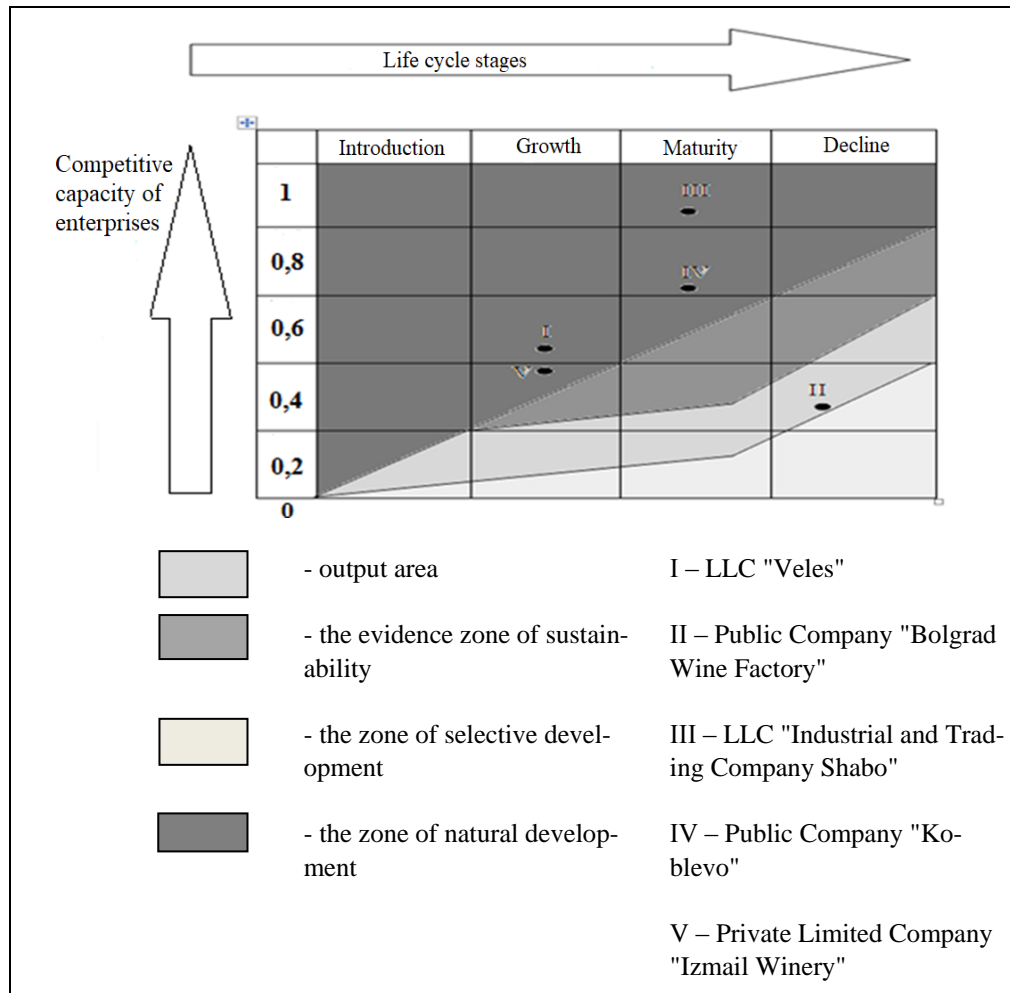 Life cycle stages
Competitive
capacity of
enterprises
Introduction Growth Maturity Decline
1
III
0,8
IV
0,6
I
V
0,4
II
0,2
0
- output area
I – LLC "Veles"
- the evidence zone of sustain-
ability
II – Public Company "Bolgrad
Wine Factory"
- the zone of selective devel-
opment
III – LLC "Industrial and Trad-
ing Company Shabo"
- the zone of natural develop-
ment
IV – Public Company "Ko-
blevo"
V – Private Limited Company
"Izmail Winery"